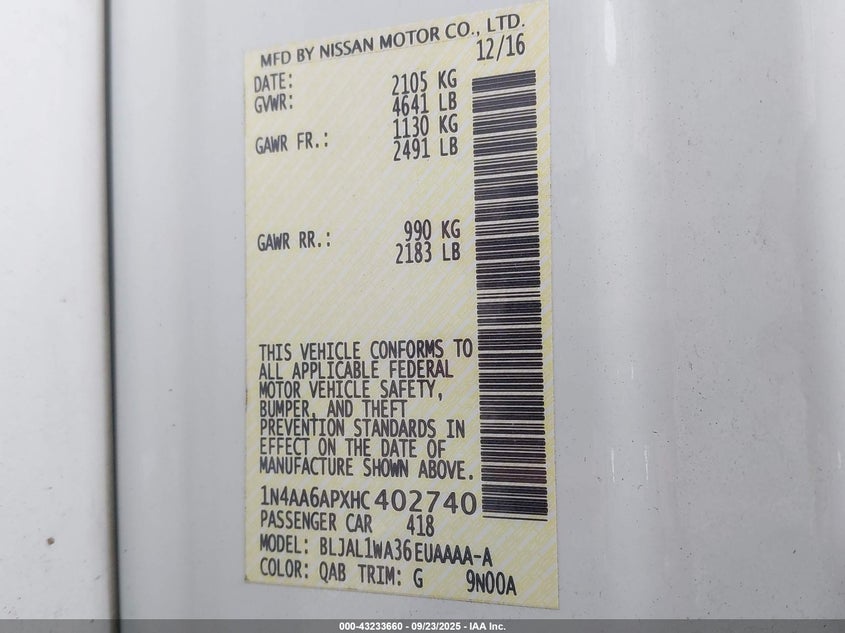 MFD BY NISSAN MOTOR CO., LTD.
DATE: 12/16
GVWR: 2105 KG
4641 LB
GAWR FR.: 1130 KG
2491 LB
GAWR RR.: 990 KG
2183 LB
THIS VEHICLE CONFORMS TO
ALL APPLICABLE FEDERAL
MOTOR VEHICLE SAFETY,
BUMPER, AND THEFT
PREVENTION STANDARDS IN
EFFECT ON THE DATE OF
MANUFACTURE SHOWN ABOVE.
1N4AA6APXHC402740
PASSENGER CAR 418
MODEL: BLJAL1WA36EUAAAA-A
COLOR: QAB TRIM: G 9N00A
000-43233660 - 09/23/2025 - IAA Inc.